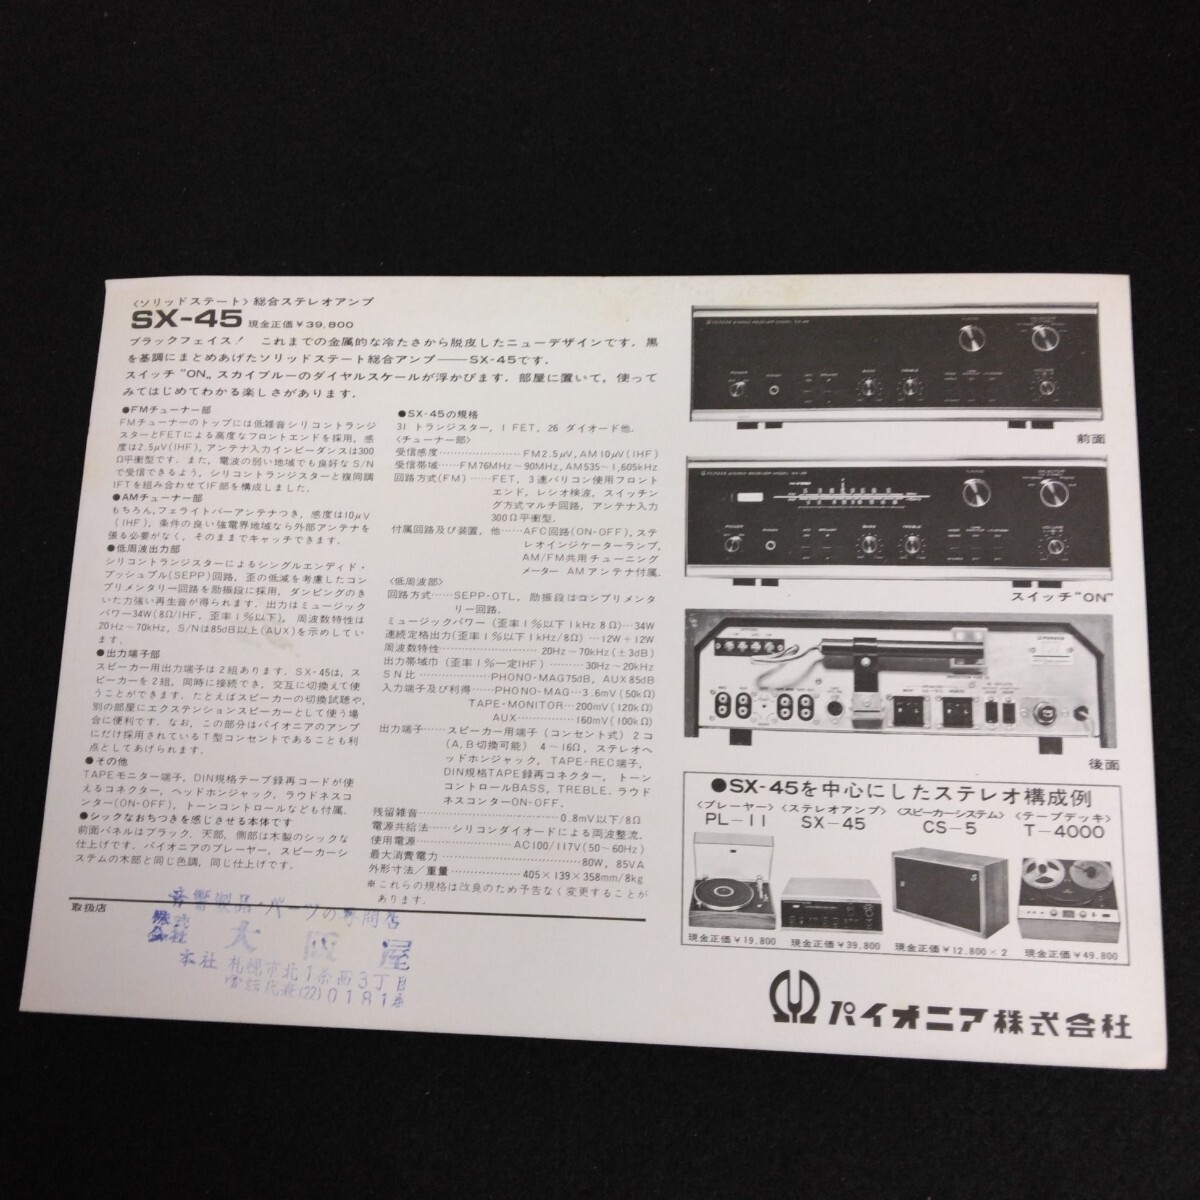 〈ソリッドステート〉総合ステレオアンプ
SX-45 現金正価￥39,800
ブラックフェイス！ これまでの金属的な冷たさから脱皮したニューデザインです．黒
を基調にまとめあげたソリッドステート総合アンプ——SX-45です．
スイッチ"ON„ スカイブルーのダイヤルスケールが浮かびます．部屋に置いて，使って
みてはじめてわかる楽しさがあります．
●FMチューナー部
FMチューナーのトップには低雑音シリコントランジ
スターとFETによる高度なフロントエンドを採用，感
度は2.5μV(IHF)，アンテナ入力インピーダンスは300
Ω平衡型です．また，電波の弱い地域でも良好なS/N
で受信できるよう，シリコントランジスターと複同調
IFTを組み合わせてIF部を構成しました．
●AMチューナー部
もちろん，フェライトバーアンテナつき，感度は10μV
(IHF)，条件の良い強電界地域なら外部アンテナを
張る必要がなく，そのままでキャッチできます．
●低周波出力部
シリコントランジスターによるシングルエンディド・
プッシュプル(SEPP)回路，歪の低減を考慮したコン
プリメンタリー回路を励振段に採用，ダンピングのき
いた力強い再生音が得られます．出力はミュージック
パワー34W(8Ω/IHF，歪率1%以下)，周波数特性は
20Hz〜70kHz，S/Nは85dB以上(AUX)を示してい
ます．
●出力端子部
スピーカー用出力端子は2組あります．SX-45は，ス
ピーカーを2組，同時に接続でき，交互に切換えて使
うことができます．たとえばスピーカーの切換試聴や，
別の部屋にエクステンションスピーカーとして使う場
合に便利です．なお，この部分はパイオニアのアンプ
にだけ採用されているT型コンセントであることも利
点としてあげられます．
●その他
TAPEモニター端子，DIN規格テープ録再コードが使
えるコネクター，ヘッドホンジャック，ラウドネスコ
ンター(ON-OFF)，トーンコントロールなども付属．
●シックなおちつきを感じさせる本体です
前面パネルはブラック，天部，側部は木製のシックな
仕上げです．パイオニアのプレーヤー，スピーカーシ
ステムの木部と同じ色調，同じ仕上げです．
●SX-45の規格
31 トランジスター，1 FET，26 ダイオード他．
〈チューナー部〉
受信感度……FM2.5μV，AM10μV(IHF)
受信帯域……FM76MHz〜90MHz，AM535〜1,605kHz
回路方式(FM)……FET，3連バリコン使用フロント
エンド，レシオ検波，スイッチン
グ方式マルチ回路，アンテナ入力
300Ω平衡型．
付属回路及び装置，他……AFC回路(ON-OFF)，ステ
レオインジケーターランプ，
AM/FM共用チューニング
メーター AMアンテナ付属．
〈低周波部〉
回路方式……SEPP-OTL，励振段はコンプリメンタ
リー回路．
ミュージックパワー(歪率1%以下 1kHz 8Ω)…34W
連続定格出力(歪率1%以下1kHz/8Ω)…12W+12W
周波数特性……20Hz〜70kHz(±3dB)
出力帯域巾(歪率1%一定IHF)……30Hz〜20kHz
SN比……PHONO-MAG75dB，AUX85dB
入力端子及び利得……PHONO-MAG…3.6mV(50kΩ)
TAPE-MONITOR…200mV(120kΩ)
AUX……160mV(100kΩ)
出力端子……スピーカー用端子(コンセント式) 2コ
(A,B切換可能) 4〜16Ω，ステレオヘ
ッドホンジャック，TAPE-REC端子，
DIN規格TAPE録再コネクター，トーン
コントロールBASS，TREBLE．ラウド
ネスコンターON-OFF．
残留雑音……0.8mV以下/8Ω
電源共給法……シリコンダイオードによる両波整流．
使用電源……AC100/117V(50〜60Hz)
最大消費電力……80W，85VA
外形寸法/重量……405×139×358mm/8kg
※これらの規格は改良のため予告なく変更することが
あります．
取扱店
音響製品・パーツの専門店
株式
会社 大阪屋
本社 札幌市北1条西3丁目
電話代表(22)0181番
前面
スイッチ"ON"
後面
●SX-45を中心にしたステレオ構成例
〈プレーヤー〉〈ステレオアンプ〉〈スピーカーシステム〉〈テープデッキ〉
PL-11 SX-45 CS-5 T-4000
現金正価￥19,800 現金正価￥39,800 現金正価￥12,800×2 現金正価￥49,800
パイオニア株式会社